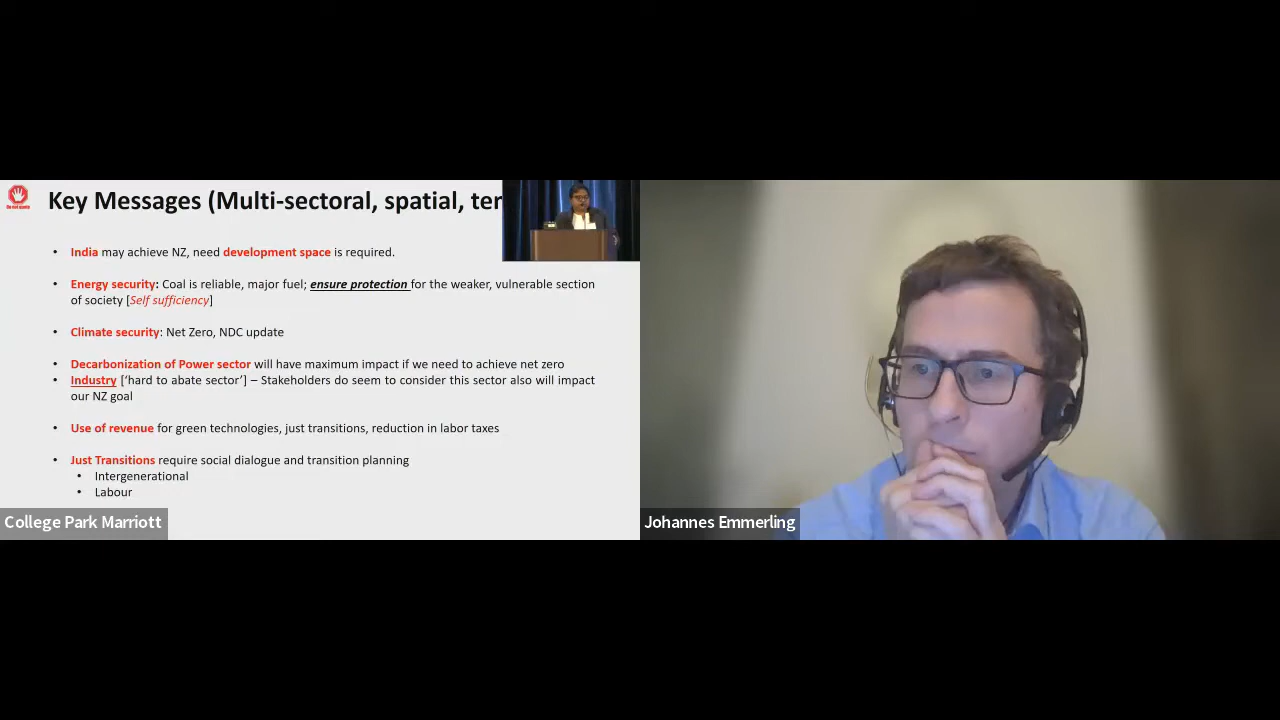 Key Messages (Multi-sectoral, spatial, ter
• India may achieve NZ, need development space is required.
• Energy security: Coal is reliable, major fuel; ensure protection for the weaker, vulnerable section
of society [Self sufficiency]
• Climate security: Net Zero, NDC update
• Decarbonization of Power sector will have maximum impact if we need to achieve net zero
• Industry ['hard to abate sector'] – Stakeholders do seem to consider this sector also will impact
our NZ goal
• Use of revenue for green technologies, just transitions, reduction in labor taxes
• Just Transitions require social dialogue and transition planning
• Intergenerational
• Labour
College Park Marriott
Johannes Emmerling